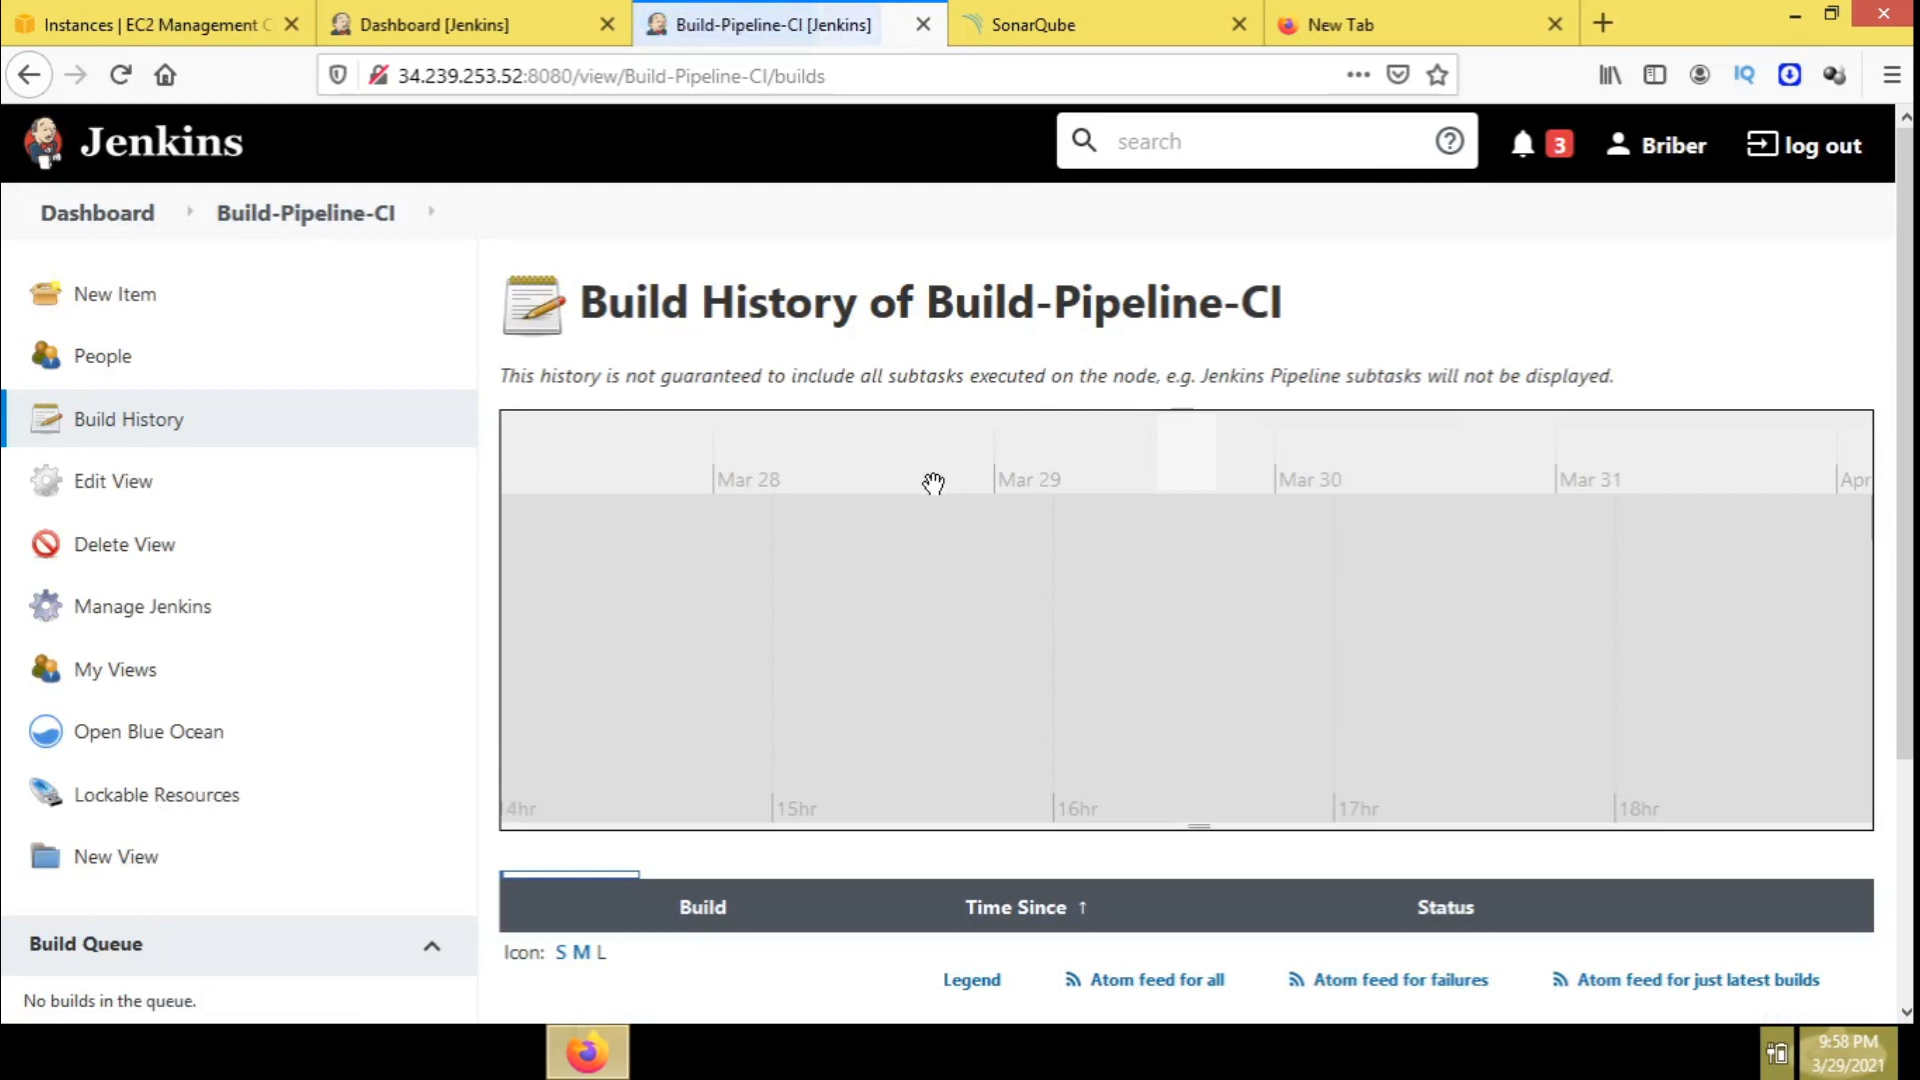 Instances | EC2 Management C
Dashboard [Jenkins]
Build-Pipeline-CI [Jenkins]
SonarQube
New Tab
34.239.253.52:8080/view/Build-Pipeline-CI/builds
IQ
Jenkins
search
3
Briber
log out
Dashboard
Build-Pipeline-CI
New Item
People
Build History
Edit View
Delete View
Manage Jenkins
My Views
Open Blue Ocean
Lockable Resources
New View
Build Queue
No builds in the queue.
Build History of Build-Pipeline-CI
This history is not guaranteed to include all subtasks executed on the node, e.g. Jenkins Pipeline subtasks will not be displayed.
Mar 28
Mar 29
Mar 30
Mar 31
Apr
4hr
15hr
16hr
17hr
18hr
Build
Time Since ↑
Status
Icon: S M L
Legend
Atom feed for all
Atom feed for failures
Atom feed for just latest builds
9:58 PM
3/29/2021